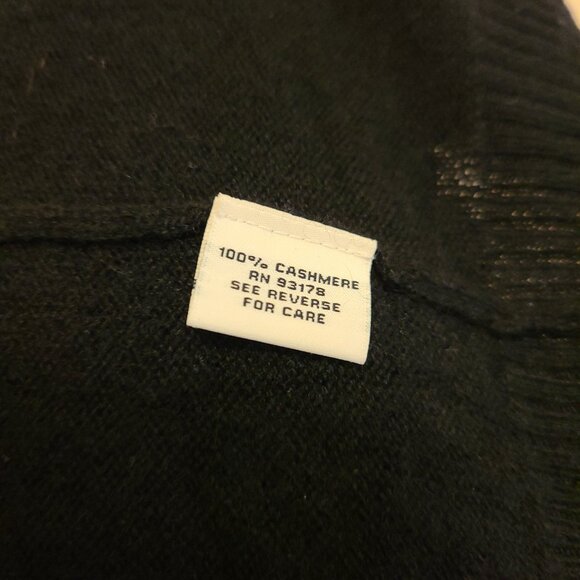 100% CASHMERE
RN 93178
SEE REVERSE
FOR CARE